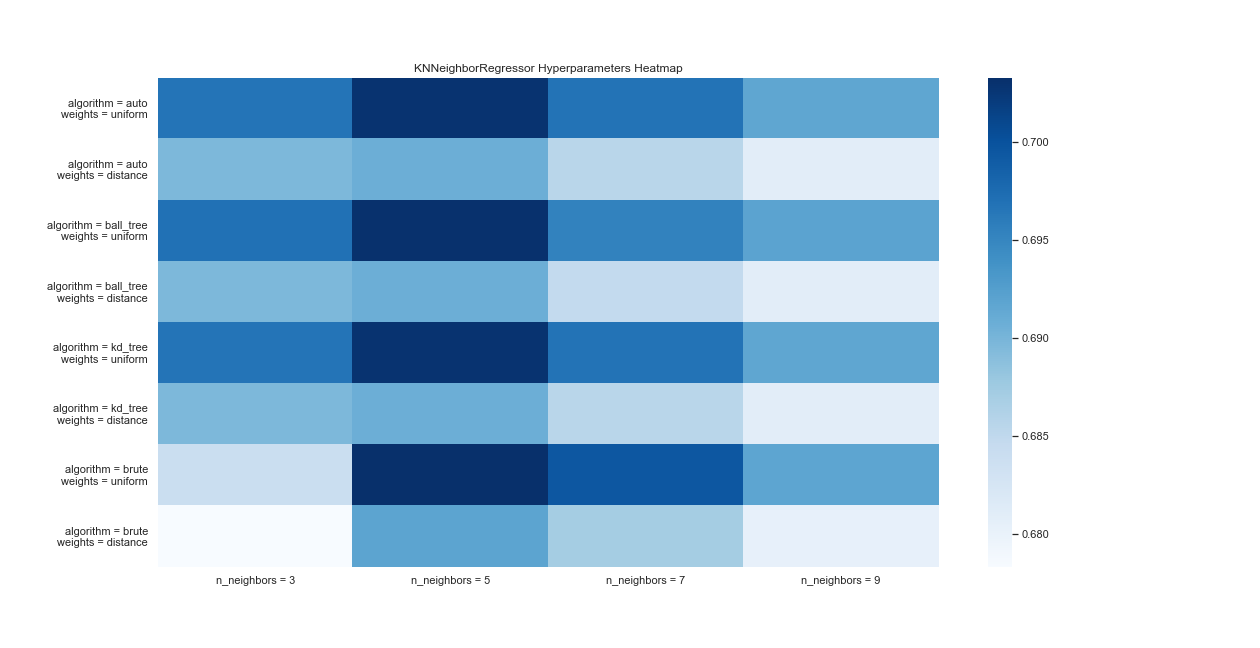 KNNeighborRegressor Hyperparameters Heatmap
algorithm = auto
weights = uniform
algorithm = auto
weights = distance
algorithm = ball_tree
weights = uniform
algorithm = ball_tree
weights = distance
algorithm = kd_tree
weights = uniform
algorithm = kd_tree
weights = distance
algorithm = brute
weights = uniform
algorithm = brute
weights = distance
n_neighbors = 3
n_neighbors = 5
n_neighbors = 7
n_neighbors = 9
0.700
0.695
0.690
0.685
0.680